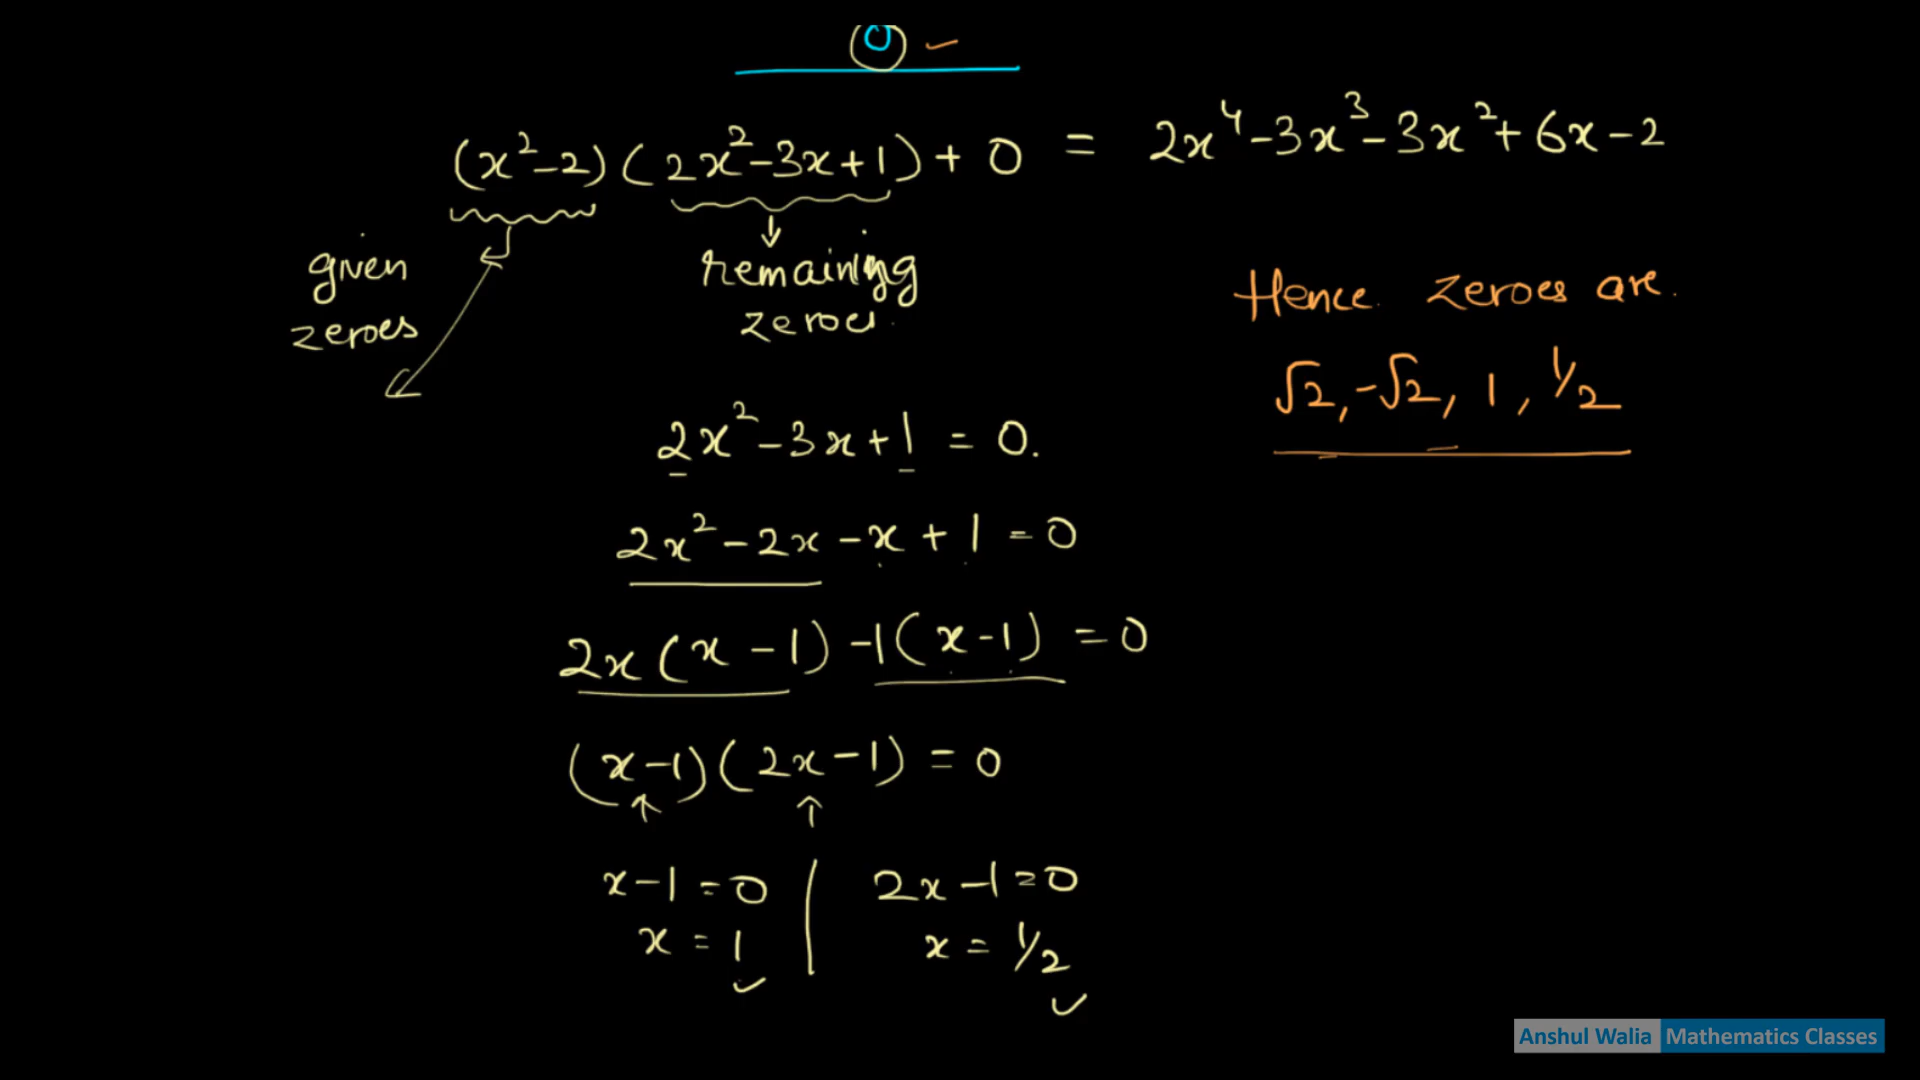 0
(x²-2)(2x²-3x+1)+0 = 2x⁴-3x³-3x²+6x-2
given zeroes
remaining zeroes
2x²-3x+1 = 0.
2x²-2x-x+1=0
2x(x-1)-1(x-1)=0
(x-1)(2x-1)=0
x-1=0 | 2x-1=0
x=1 | x=1/2
Hence zeroes are.
√2, -√2, 1, 1/2
Anshul Walia Mathematics Classes